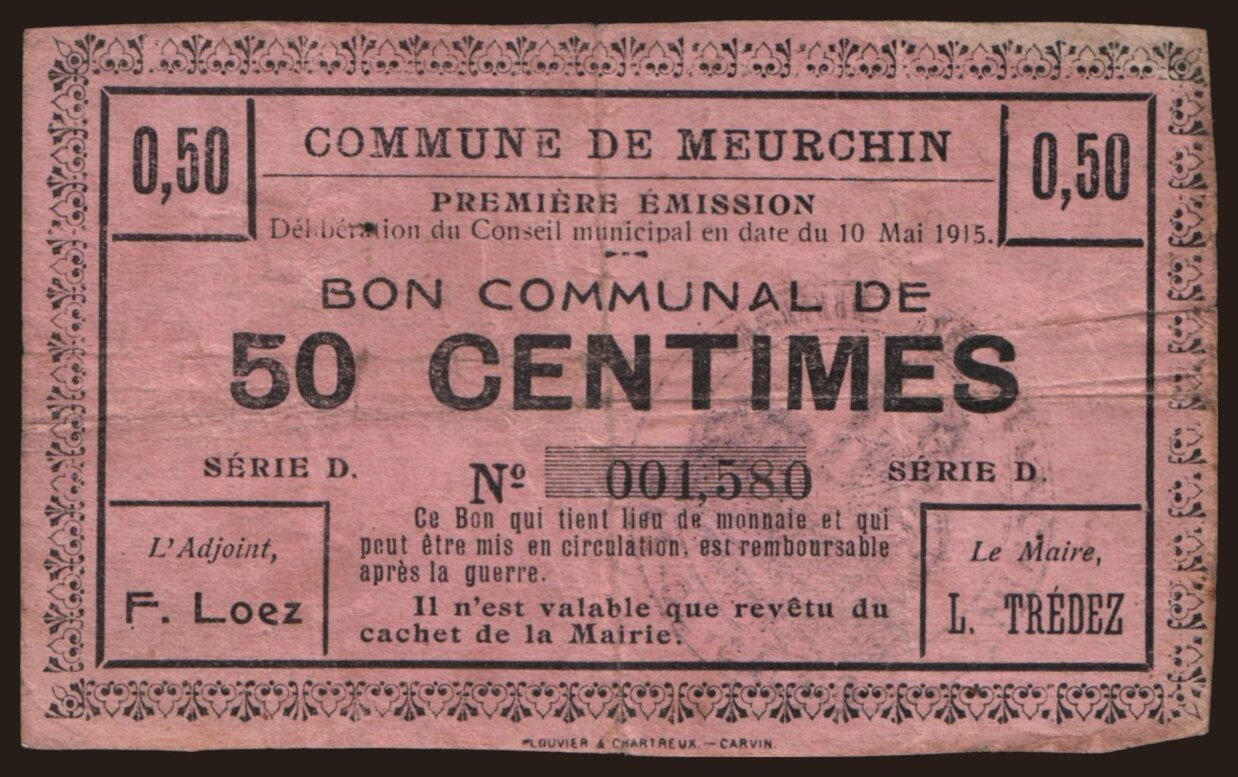 0,50
COMMUNE DE MEURCHIN
0,50
PREMIÈRE ÉMISSION
Délibération du Conseil municipal en date du 10 Mai 1915.
BON COMMUNAL DE
50 CENTIMES
SÉRIE D.
Nº 001,580
SÉRIE D.
Ce Bon qui tient lieu de monnaie et qui
peut être mis en circulation, est remboursable
après la guerre.
Il n'est valable que revêtu du
cachet de la Mairie.
L'Adjoint,
F. Loez
Le Maire,
L. TRÉDEZ
PLOUVIER & CHARTREUX. — CARVIN.